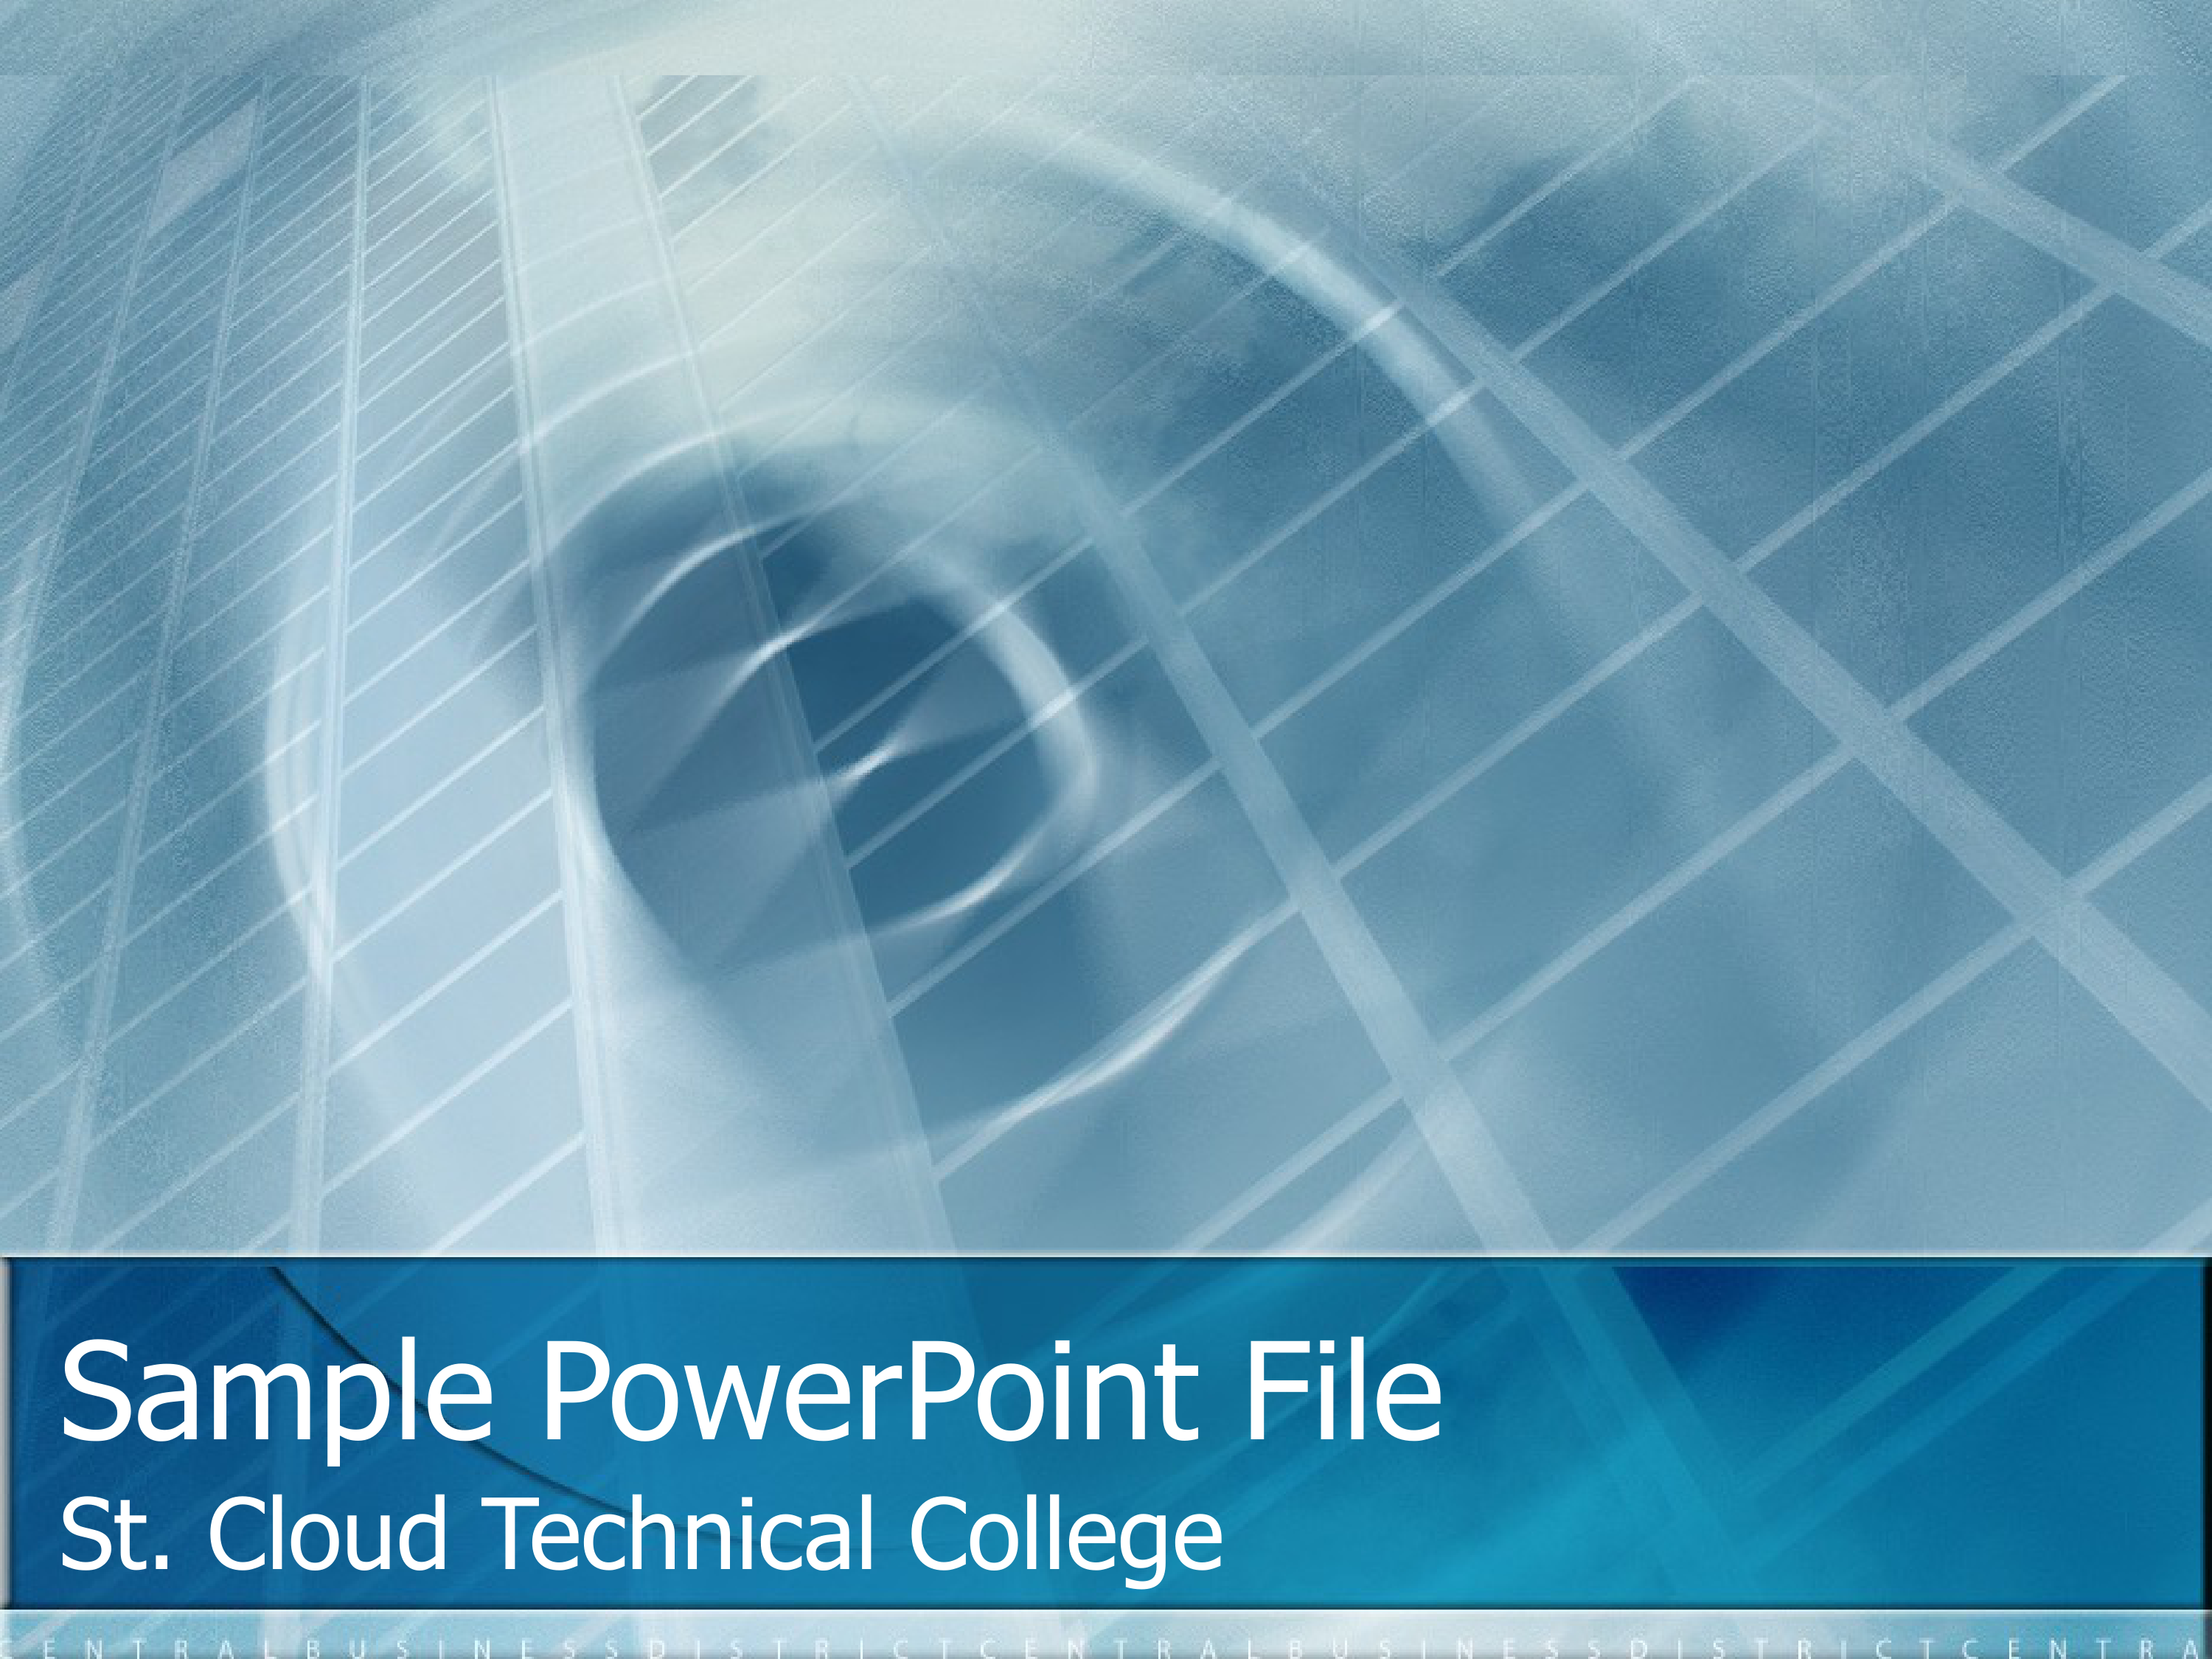 Sample PowerPoint File
St. Cloud Technical College
CENTRALBUSINESSDISTRICTCENTRALBUSINESSDISTRICTCENTRA